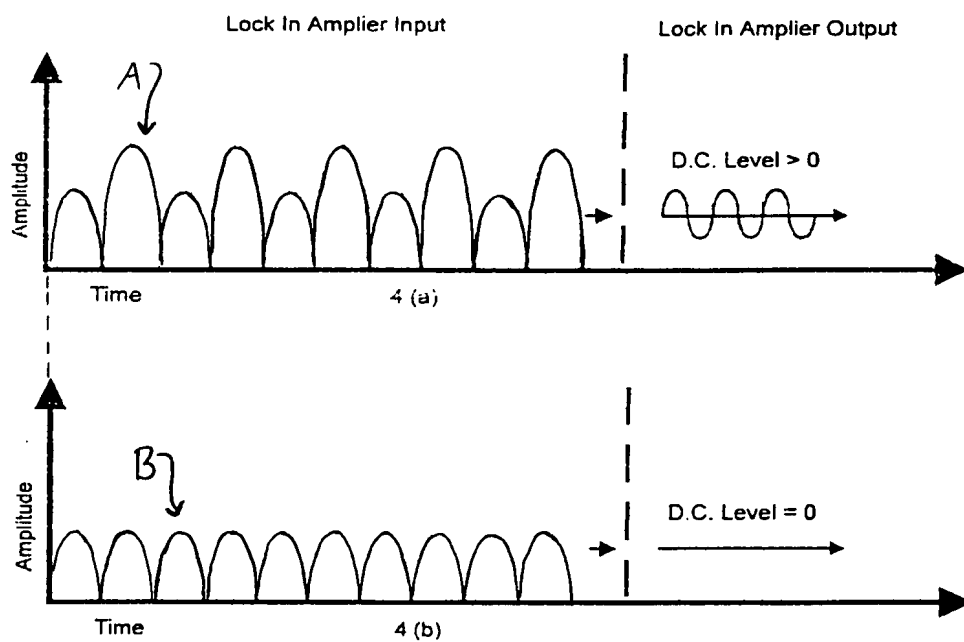 Lock In Amplier Input
Lock In Amplier Output
A
Amplitude
D.C. Level > 0
Time
4 (a)
B
Amplitude
D.C. Level = 0
Time
4 (b)